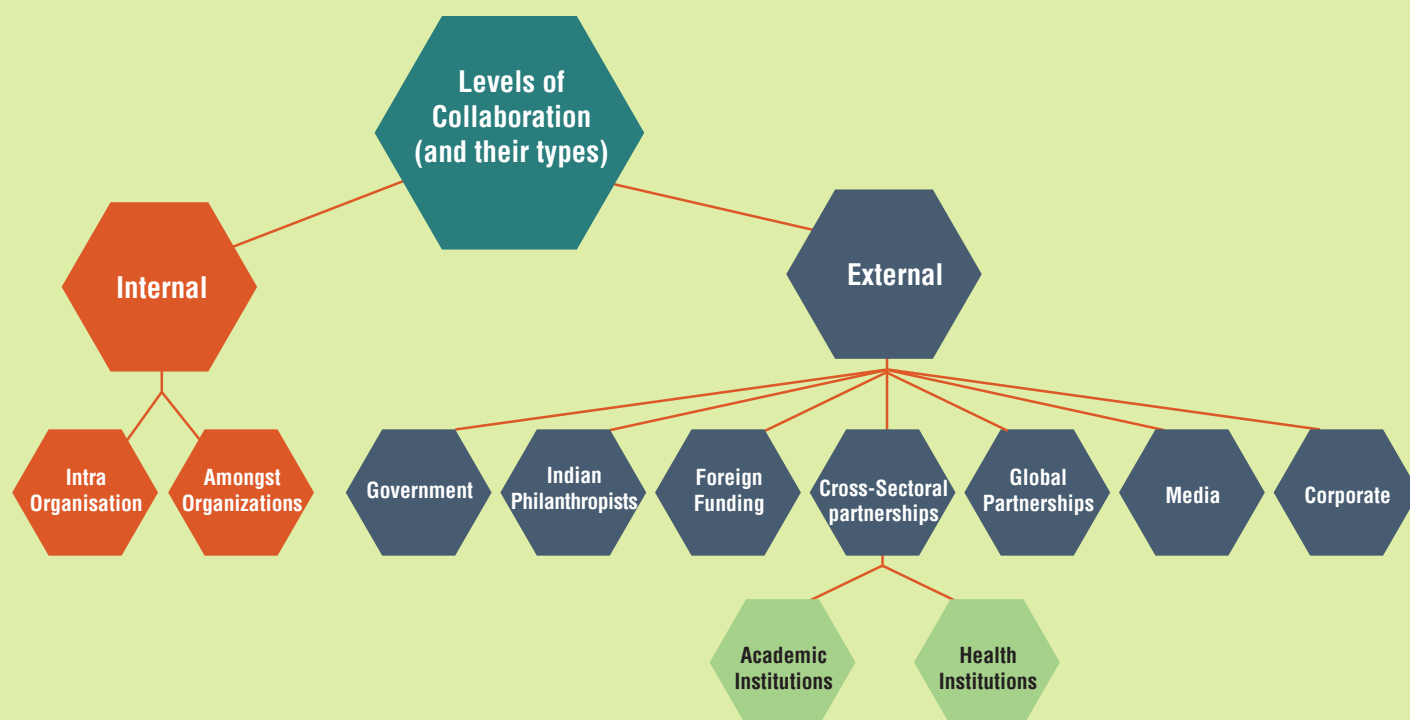 Levels of
Collaboration
(and their types)
Internal
External
Intra
Organisation
Amongst
Organizations
Government
Indian
Philanthropists
Foreign
Funding
Cross-Sectoral
partnerships
Global
Partnerships
Media
Corporate
Academic
Institutions
Health
Institutions